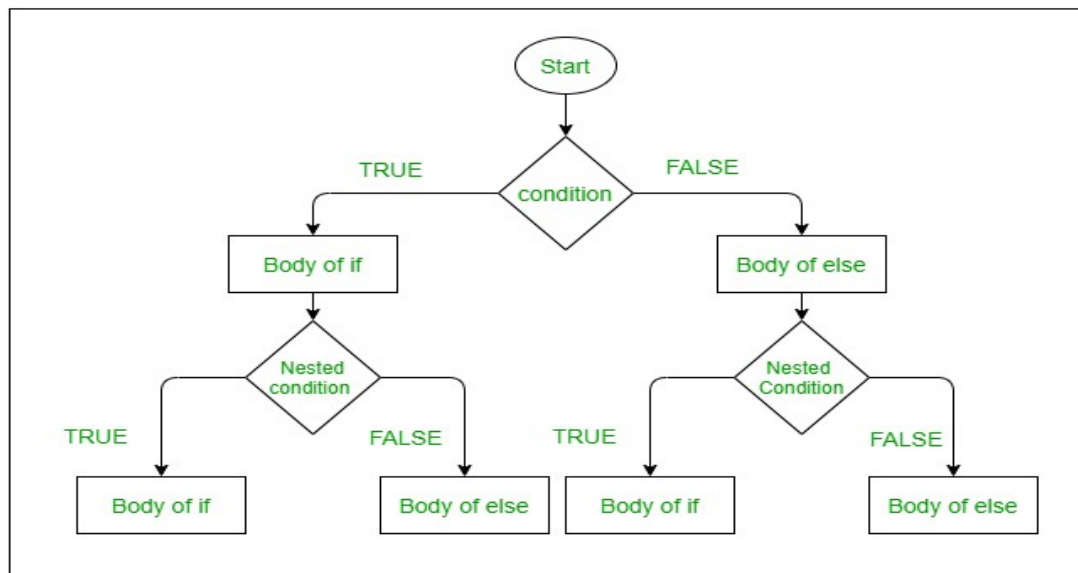 Start
TRUE
FALSE
condition
Body of if
Body of else
Nested
condition
Nested
Condition
TRUE
FALSE
TRUE
FALSE
Body of if
Body of else
Body of if
Body of else